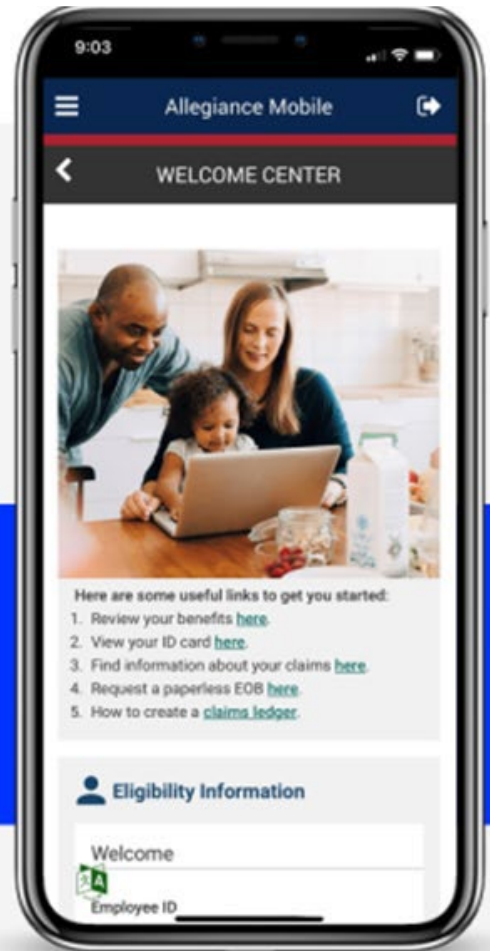 9:03
Allegiance Mobile
WELCOME CENTER
Here are some useful links to get you started:
1. Review your benefits here.
2. View your ID card here.
3. Find information about your claims here.
4. Request a paperless EOB here.
5. How to create a claims ledger.
Eligibility Information
Welcome
A
Employee ID